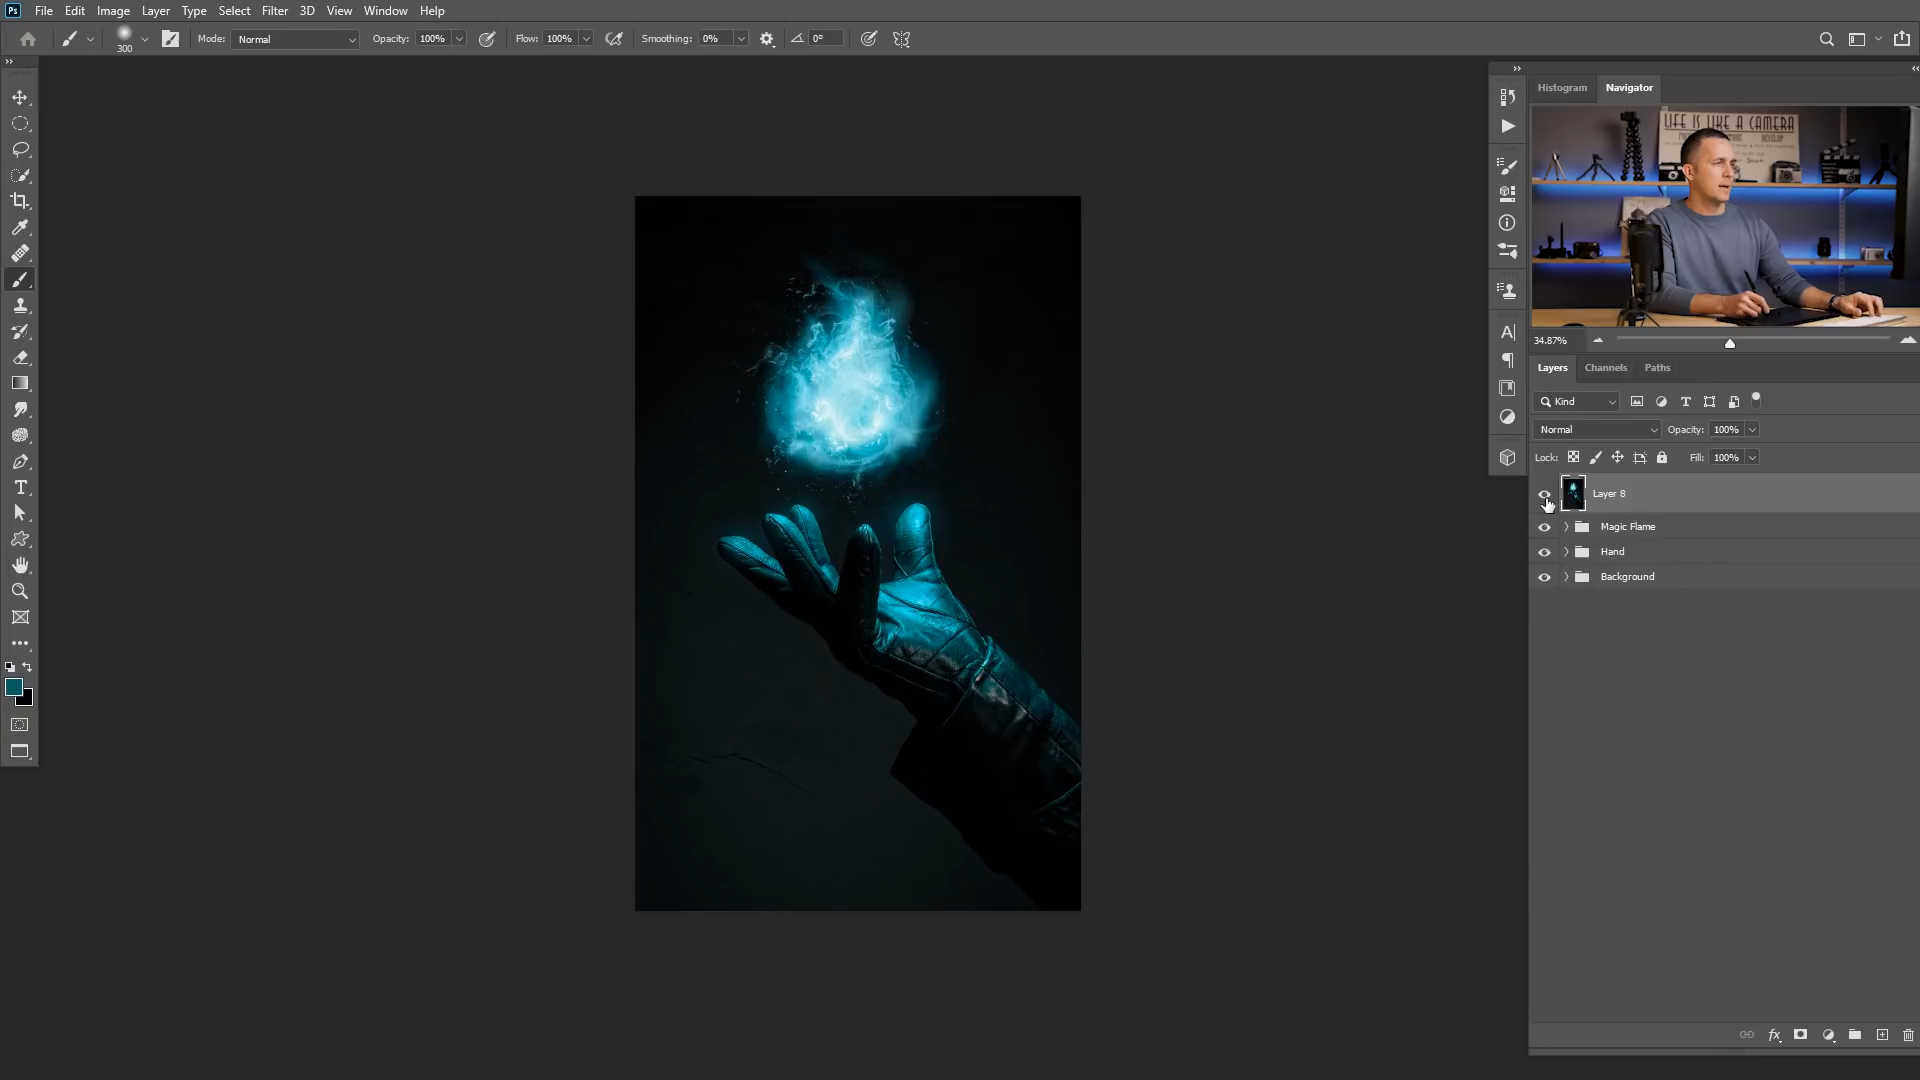 Ps File Edit Image Layer Type Select Filter 3D View Window Help
300 Mode: Normal Opacity: 100% Flow: 100% Smoothing: 0% 0°
Histogram Navigator
LIFE IS LIKE A CAMERA
34.87%
Layers Channels Paths
Kind
Normal Opacity: 100%
Lock: Fill: 100%
Layer 8
Magic Flame
Hand
Background
fx